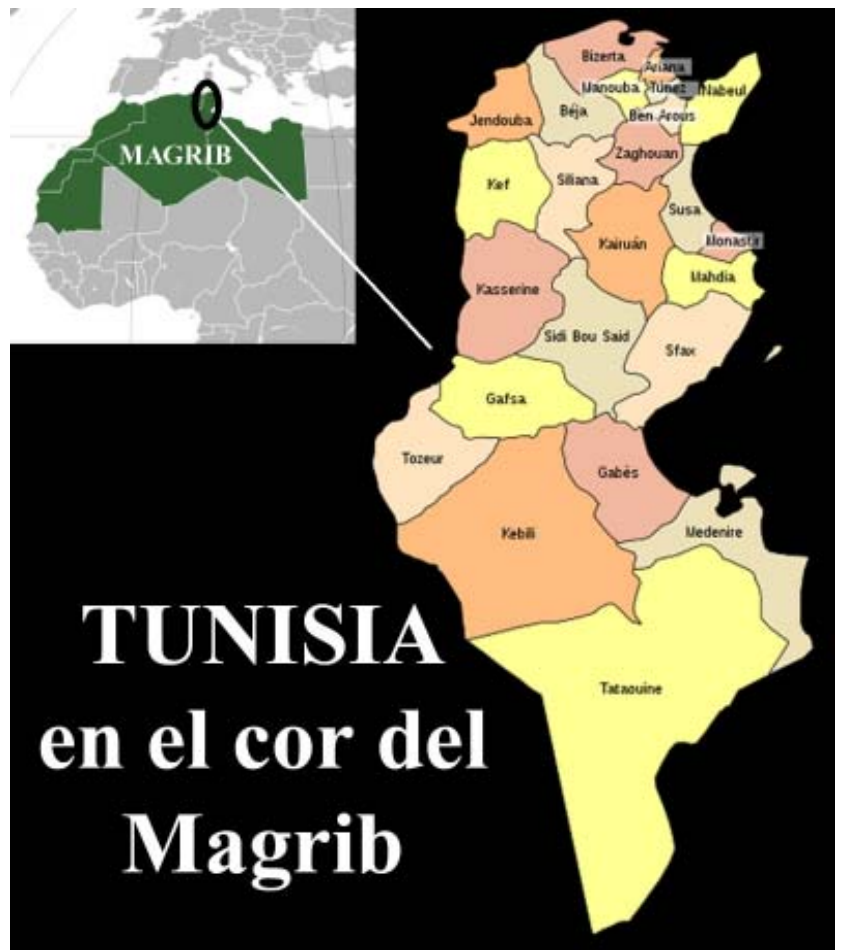 MAGRIB
Bizerta
Ariana
Manouba
Túnez
Nabeul
Jendouba
Béja
Ben Arous
Zaghouan
Kef
Siliana
Susa
Kairuán
Monastir
Mahdia
Kasserine
Sidi Bou Said
Sfax
Gafsa
Tozeur
Gabès
Kebili
Medenire
TUNISIA
en el cor del
Magrib
Tataouine